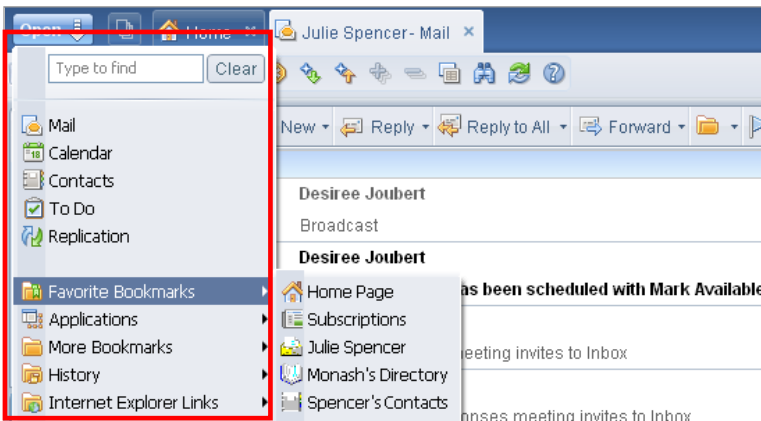 Open Home × Julie Spencer- Mail ×
Type to find Clear
Mail
New Reply Reply to All Forward
18 Calendar
Contacts
Desiree Joubert
To Do
Broadcast
Replication
Desiree Joubert
Favorite Bookmarks Home Page as been scheduled with Mark Available
Applications Subscriptions
More Bookmarks Julie Spencer eeting invites to Inbox
History Monash's Directory
Internet Explorer Links Spencer's Contacts
onses meeting invites to Inbox